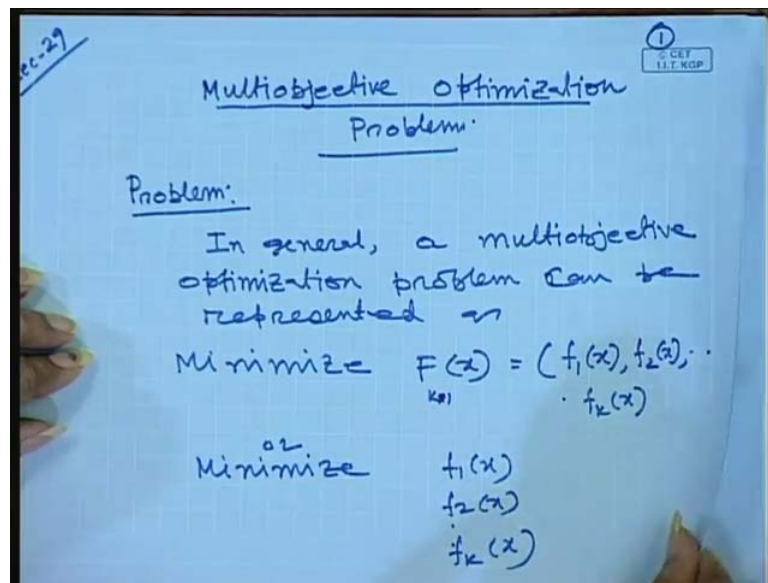 ec-29
1
© CET
I.I.T. KGP
Multiobjective optimization
Problem.
Problem:
In general, a multiobjective
optimization problem can be
represented as
Minimize F(x) = (f₁(x), f₂(x), . .
k×1 . fₖ(x)
or
Minimize f₁(x)
f₂(x)
.
fₖ(x)